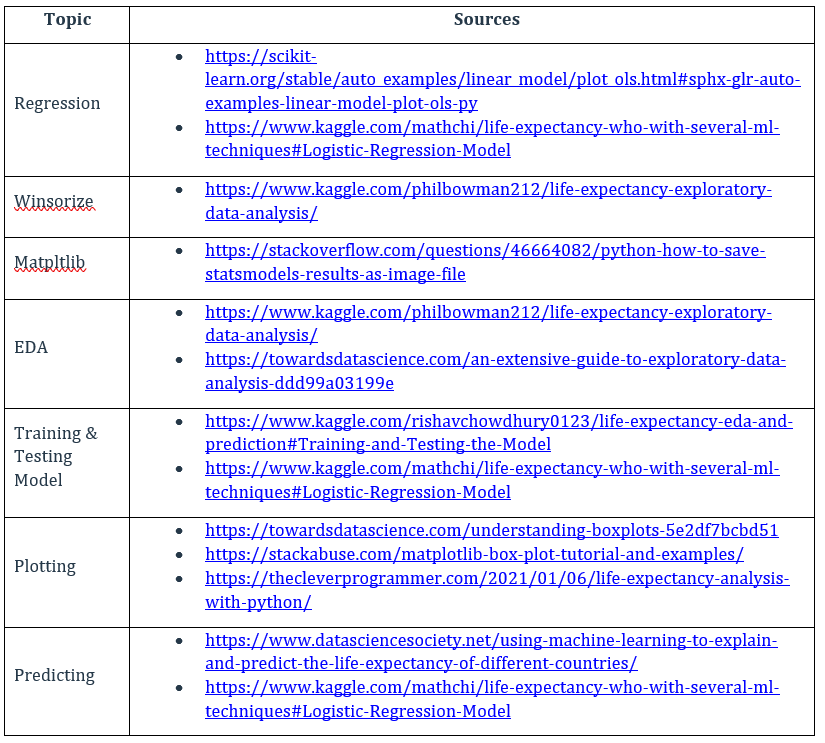 Topic Sources
Regression
• https://scikit-
learn.org/stable/auto_examples/linear_model/plot_ols.html#sphx-glr-auto-
examples-linear-model-plot-ols-py
• https://www.kaggle.com/mathchi/life-expectancy-who-with-several-ml-
techniques#Logistic-Regression-Model
Winsorize
• https://www.kaggle.com/philbowman212/life-expectancy-exploratory-
data-analysis/
Matpltlib
• https://stackoverflow.com/questions/46664082/python-how-to-save-
statsmodels-results-as-image-file
EDA
• https://www.kaggle.com/philbowman212/life-expectancy-exploratory-
data-analysis/
• https://towardsdatascience.com/an-extensive-guide-to-exploratory-data-
analysis-ddd99a03199e
Training &
Testing
Model
• https://www.kaggle.com/rishavchowdhury0123/life-expectancy-eda-and-
prediction#Training-and-Testing-the-Model
• https://www.kaggle.com/mathchi/life-expectancy-who-with-several-ml-
techniques#Logistic-Regression-Model
Plotting
• https://towardsdatascience.com/understanding-boxplots-5e2df7bcbd51
• https://stackabuse.com/matplotlib-box-plot-tutorial-and-examples/
• https://thecleverprogrammer.com/2021/01/06/life-expectancy-analysis-
with-python/
Predicting
• https://www.datasciencesociety.net/using-machine-learning-to-explain-
and-predict-the-life-expectancy-of-different-countries/
• https://www.kaggle.com/mathchi/life-expectancy-who-with-several-ml-
techniques#Logistic-Regression-Model